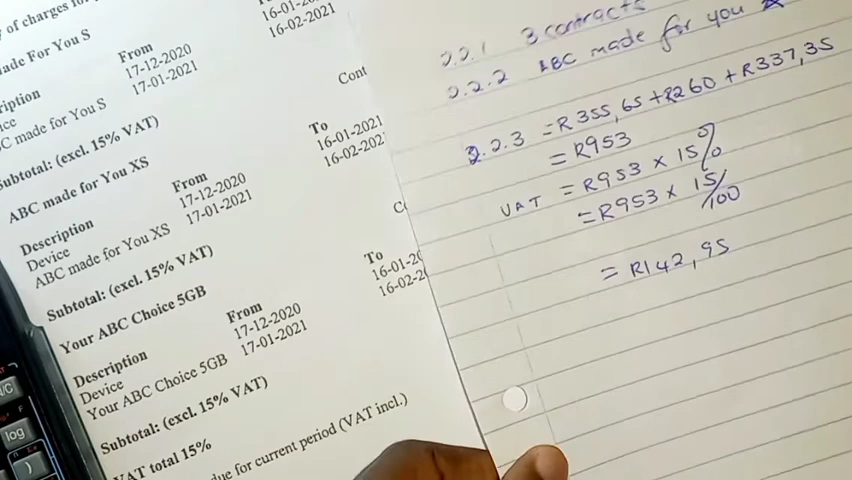 of charges for
Made For You S
From
17-12-2020
17-01-2021
16-01-
16-02-2021
ription
ice
C made for You S
Cont
Subtotal: (excl. 15% VAT)
ABC made for You XS
To
16-01-2021
16-02-202
From
17-12-2020
17-01-2021
Description
Device
ABC made for You XS
Subtotal: (excl. 15% VAT)
Your ABC Choice 5GB
To
16-01-20
16-02-2
From
17-12-2020
17-01-2021
Description
Device
Your ABC Choice 5GB
Subtotal: (excl. 15% VAT)
VAT total 15%
due for current period (VAT incl.)
log
)
2.2.1 3 contracts
2.2.2 ABC made for you
2.2.3 = R355,65 + R260 + R337,35
= R953
VAT = R953 x 15%
= R953 x 15/100
= R142,95